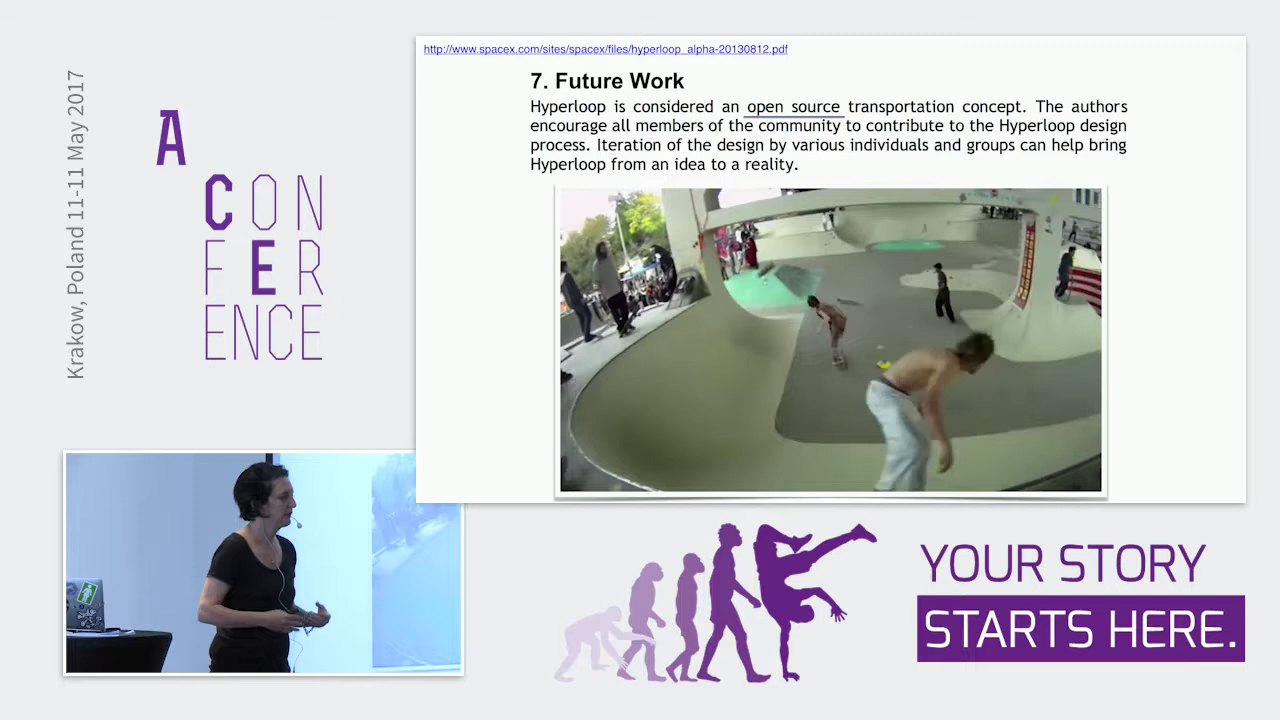 http://www.spacex.com/sites/spacex/files/hyperloop_alpha-20130812.pdf
7. Future Work
Hyperloop is considered an open source transportation concept. The authors
encourage all members of the community to contribute to the Hyperloop design
process. Iteration of the design by various individuals and groups can help bring
Hyperloop from an idea to a reality.
Krakow, Poland 11-11 May 2017
A
CON
FER
ENCE
YOUR STORY
STARTS HERE.